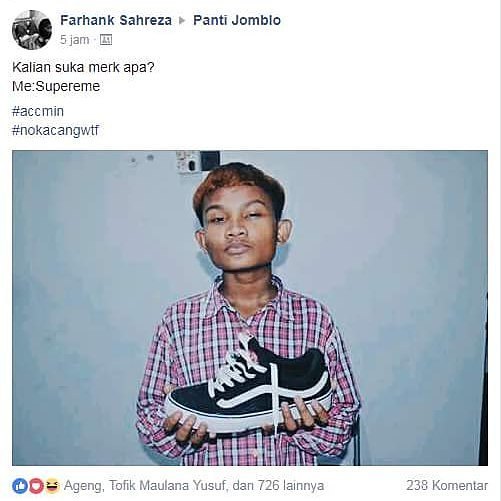 Farhank Sahreza ▶ Panti Jomblo
5 jam
Kalian suka merk apa?
Me:Supereme
#accmin
#nokacangwtf
Ageng, Tofik Maulana Yusuf, dan 726 lainnya
238 Komentar